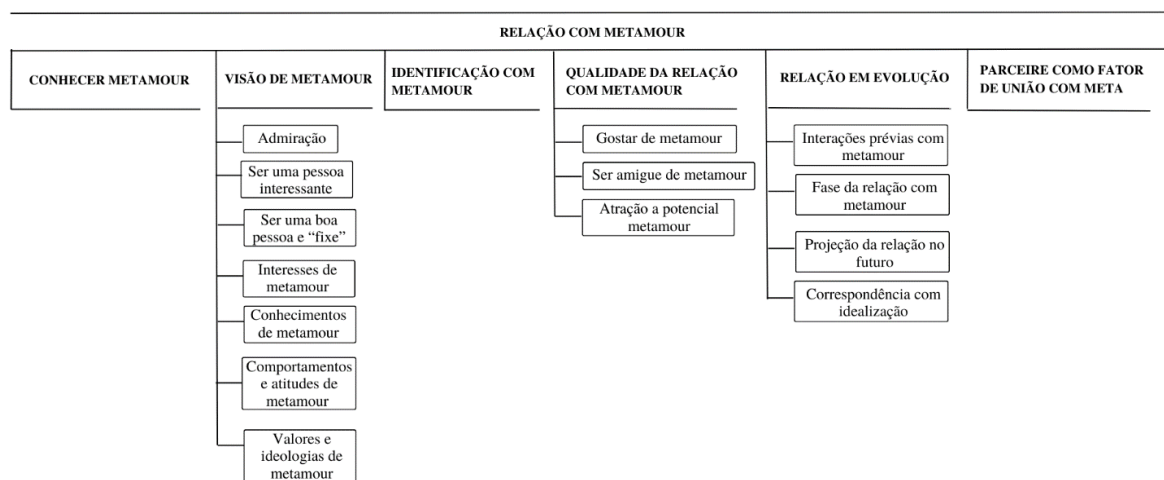 RELAÇÃO COM METAMOUR
CONHECER METAMOUR
VISÃO DE METAMOUR
Admiração
Ser uma pessoa
interessante
Ser uma boa
pessoa e “fixe”
Interesses de
metamour
Conhecimentos
de metamour
Comportamentos
e atitudes de
metamour
Valores e
ideologias de
metamour
IDENTIFICAÇÃO COM
METAMOUR
QUALIDADE DA RELAÇÃO
COM METAMOUR
Gostar de metamour
Ser amigue de metamour
Atração a potencial
metamour
RELAÇÃO EM EVOLUÇÃO
Interações prévias com
metamour
Fase da relação com
metamour
Projeção da relação no
futuro
Correspondência com
idealização
PARCEIRE COMO FATOR
DE UNIÃO COM META